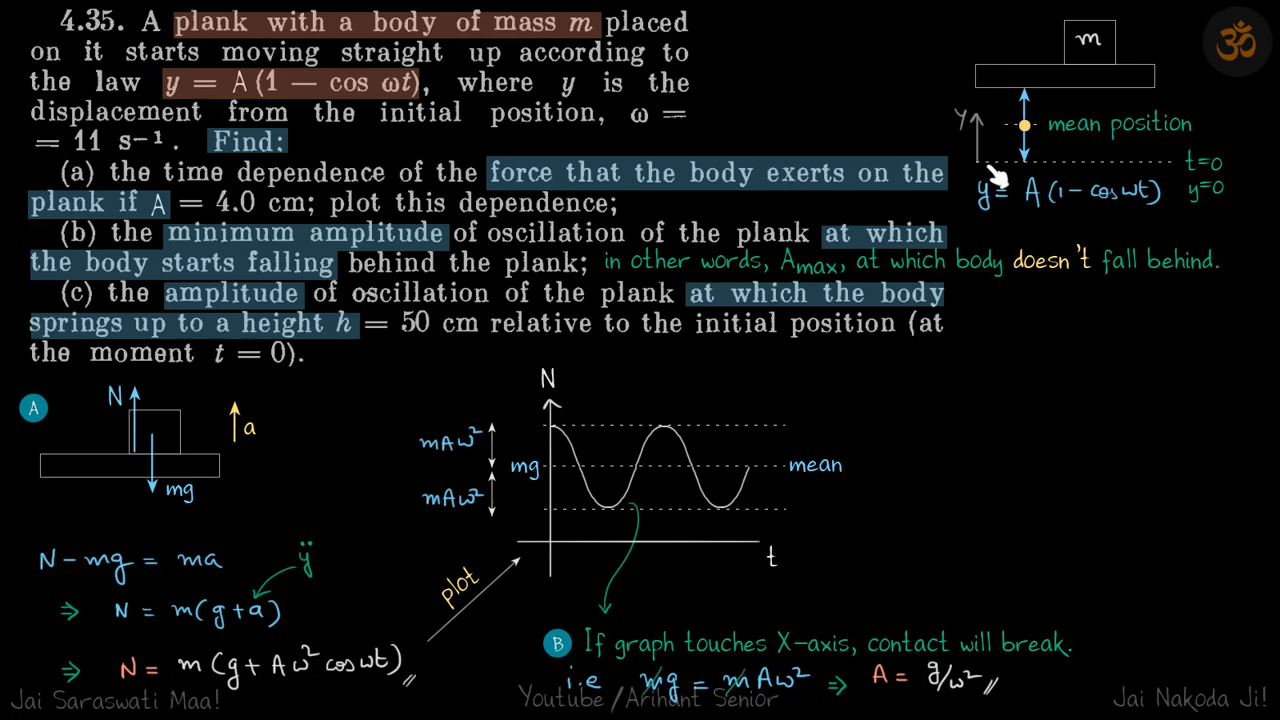 4.35. A plank with a body of mass m placed
on it starts moving straight up according to
the law y = A (1 — cos ωt), where y is the
displacement from the initial position, ω =
= 11 s⁻¹. Find:
(a) the time dependence of the force that the body exerts on the
plank if A = 4.0 cm; plot this dependence;
(b) the minimum amplitude of oscillation of the plank at which
the body starts falling behind the plank; in other words, Aₘₐₓ, at which body doesn't fall behind.
(c) the amplitude of oscillation of the plank at which the body
springs up to a height h = 50 cm relative to the initial position (at
the moment t = 0).
ॐ
m
Y
mean position
t=0
y=0
y= A (1 - cos ωt)
A
N
a
mg
N - mg = ma
ÿ
⇒ N = m(g+a)
⇒ N = m(g+ Aω² cos ωt)
plot
N
mAω²
mg
mean
mAω²
t
B If graph touches X-axis, contact will break.
i.e mg = mAω² ⇒ A = g/ω²
Jai Saraswati Maa!
Youtube/Arihant Senior
Jai Nakoda Ji!